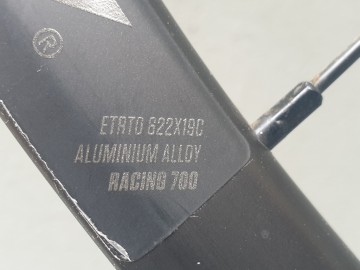 ®
ETRTO 622X19C
ALUMINIUM ALLOY
RACING 700